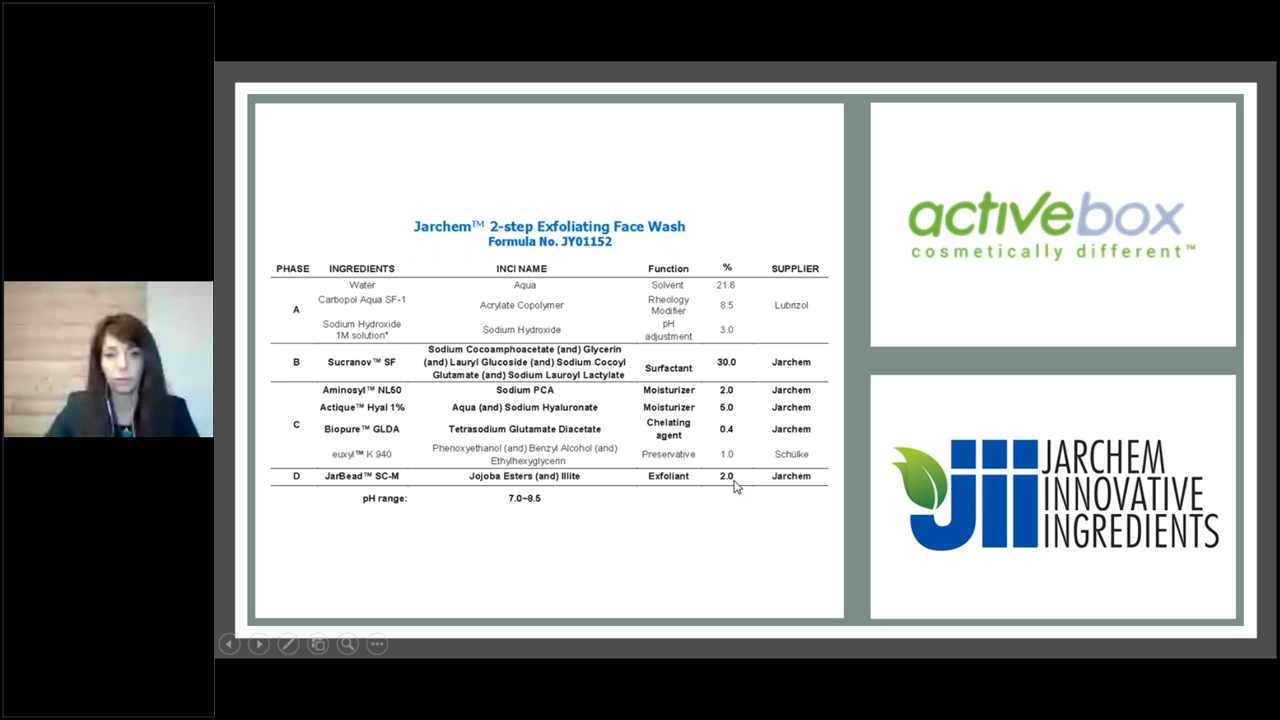 Jarchem™ 2-step Exfoliating Face Wash
Formula No. JY01152
PHASE INGREDIENTS INCI NAME Function % SUPPLIER
A
Water Aqua Solvent 21.6
Carbopol Aqua SF-1 Acrylate Copolymer Rheology Modifier 8.5 Lubrizol
Sodium Hydroxide 1M solution* Sodium Hydroxide pH adjustment 3.0
B Sucranov™ SF Sodium Cocoamphoacetate (and) Glycerin
(and) Lauryl Glucoside (and) Sodium Cocoyl
Glutamate (and) Sodium Lauroyl Lactylate Surfactant 30.0 Jarchem
C
Aminosyl™ NL50 Sodium PCA Moisturizer 2.0 Jarchem
Actique™ Hyal 1% Aqua (and) Sodium Hyaluronate Moisturizer 5.0 Jarchem
Biopure™ GLDA Tetrasodium Glutamate Diacetate Chelating agent 0.4 Jarchem
euxyl™ K 940 Phenoxyethanol (and) Benzyl Alcohol (and)
Ethylhexyglycerin Preservative 1.0 Schülke
D JarBead™ SC-M Jojoba Esters (and) Illite Exfoliant 2.0 Jarchem
pH range: 7.0~8.5
activebox
cosmetically different™
jii
JARCHEM
INNOVATIVE
INGREDIENTS